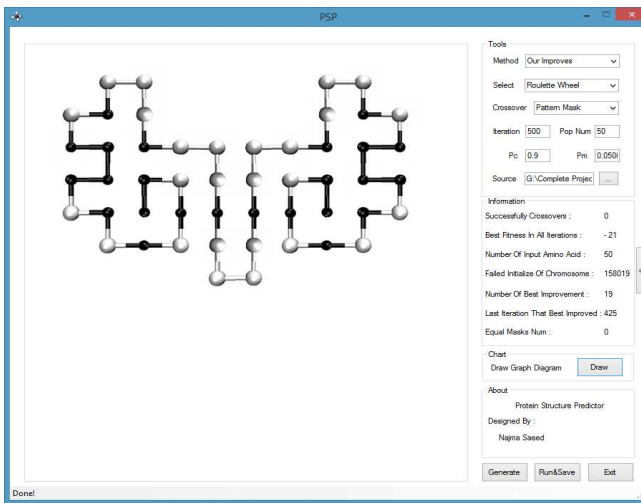 PSP
Tools
Method Our Improves
Select Roulette Wheel
Crossover Pattern Mask
Iteration 500 Pop Num 50
Pc 0.9 Pm 0.050
Source G:\Complete Projec ...
Information
Successfully Crossovers : 0
Best Fitness In All Iterations : - 21
Number Of Input Amino Acid : 50
Failed Initialize Of Chromosome : 158019
Number Of Best Improvement : 19
Last Iteration That Best Improved : 425
Equal Masks Num : 0
Chart
Draw Graph Diagram Draw
About
Protein Structure Predictor
Designed By :
Najma Saeed
Generate Run&Save Exit
Done!